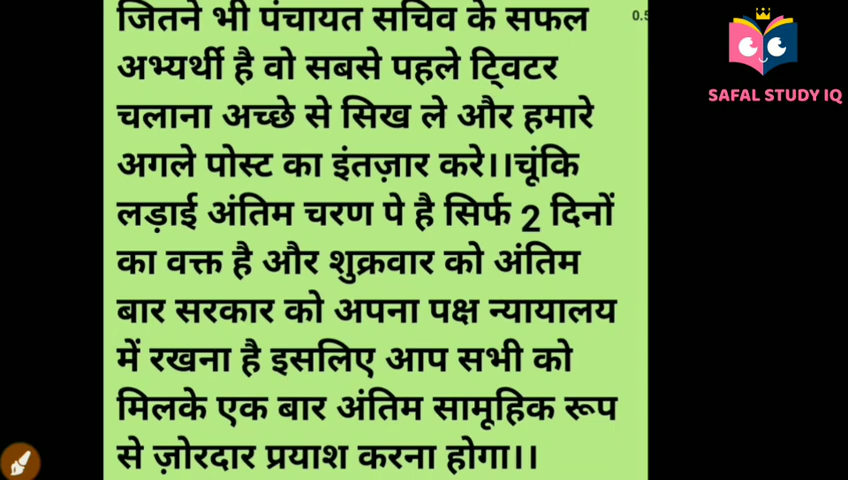 जितने भी पंचायत सचिव के सफल
अभ्यर्थी है वो सबसे पहले टि्वटर
चलाना अच्छे से सिख ले और हमारे
अगले पोस्ट का इंतज़ार करे।।चूंकि
लड़ाई अंतिम चरण पे है सिर्फ 2 दिनों
का वक्त है और शुक्रवार को अंतिम
बार सरकार को अपना पक्ष न्यायालय
में रखना है इसलिए आप सभी को
मिलके एक बार अंतिम सामूहिक रूप
से ज़ोरदार प्रयाश करना होगा।।
SAFAL STUDY IQ